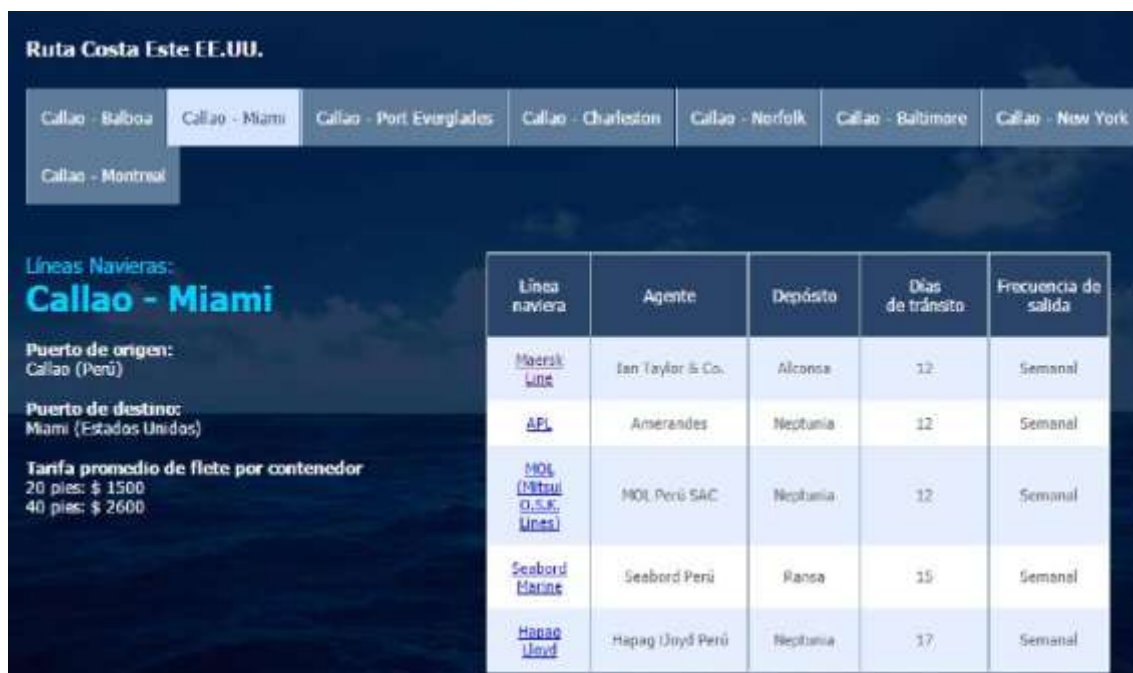 Ruta Costa Este EE.UU.
Callao - Balboa
Callao - Miami
Callao - Port Everglades
Callao - Charleston
Callao - Norfolk
Callao - Baltimore
Callao - New York
Callao - Montreal
Líneas Navieras:
Callao - Miami
Puerto de origen:
Callao (Perú)
Puerto de destino:
Miami (Estados Unidos)
Tarifa promedio de flete por contenedor
20 pies: $ 1500
40 pies: $ 2600
Línea
naviera
Agente
Depósito
Días
de tránsito
Frecuencia de
salida
Maersk
Line
Ian Taylor & Co.
Alconsa
12
Semanal
APL
Amerandes
Neptunia
12
Semanal
MOL
(Mitsui
O.S.K.
Lines)
MOL Perú SAC
Neptunia
12
Semanal
Seabord
Marine
Seabord Perú
Ransa
15
Semanal
Hapag
Lloyd
Hapag Lloyd Perú
Neptunia
17
Semanal